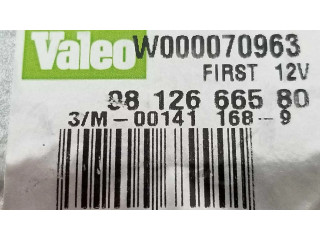 Valeo W000070963
FIRST 12V
98 126 665 80
3/M-00141 168-9